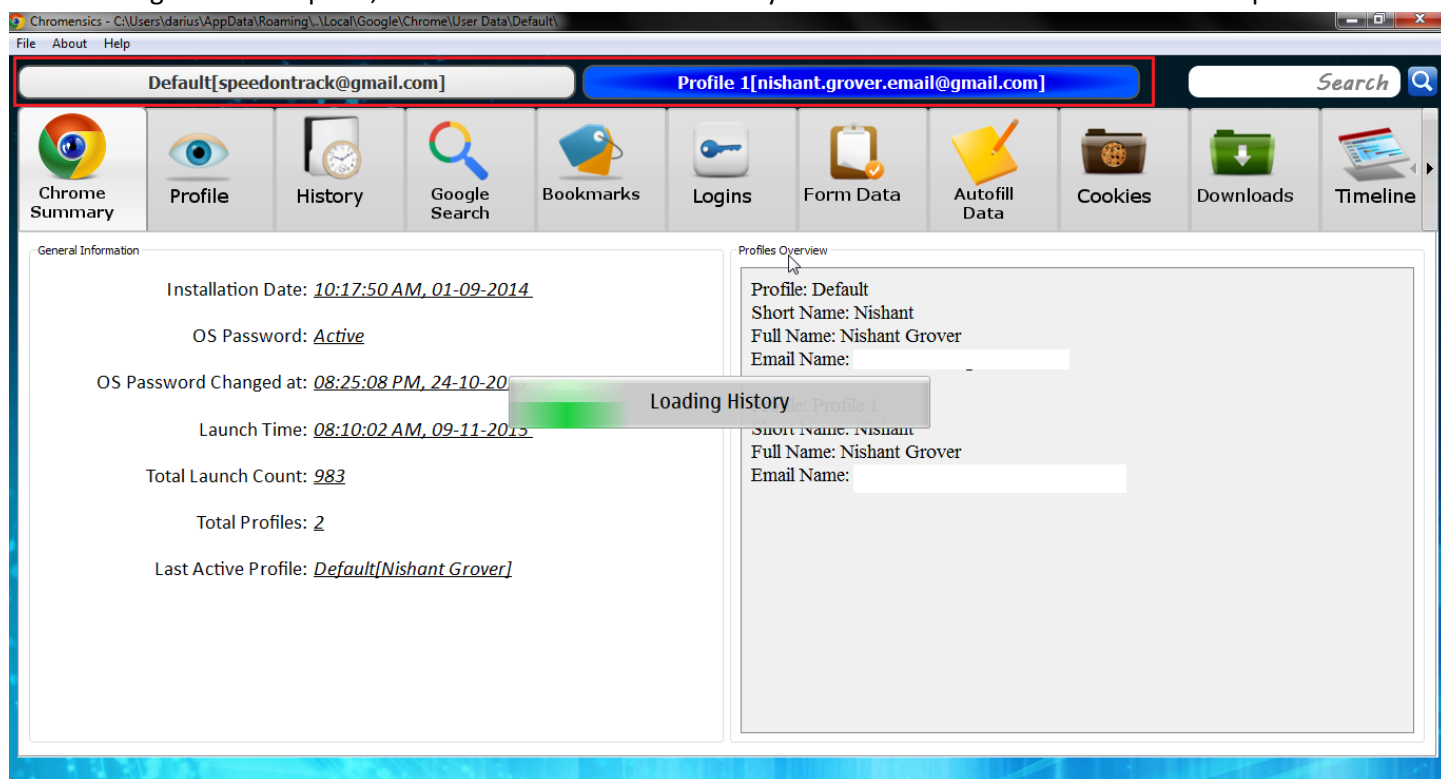 Chromensics - C:\Users\darius\AppData\Roaming\..\Local\Google\Chrome\User Data\Default\
File About Help
Default[speedontrack@gmail.com] Profile 1[nishant.grover.email@gmail.com] Search
Chrome Summary Profile History Google Search Bookmarks Logins Form Data Autofill Data Cookies Downloads Timeline
General Information
Installation Date: 10:17:50 AM, 01-09-2014
OS Password: Active
OS Password Changed at: 08:25:08 PM, 24-10-20
Launch Time: 08:10:02 AM, 09-11-2015
Total Launch Count: 983
Total Profiles: 2
Last Active Profile: Default[Nishant Grover]
Loading History
Profiles Overview
Profile: Default
Short Name: Nishant
Full Name: Nishant Grover
Email Name:
Profile 1
Short Name: Nishant
Full Name: Nishant Grover
Email Name: